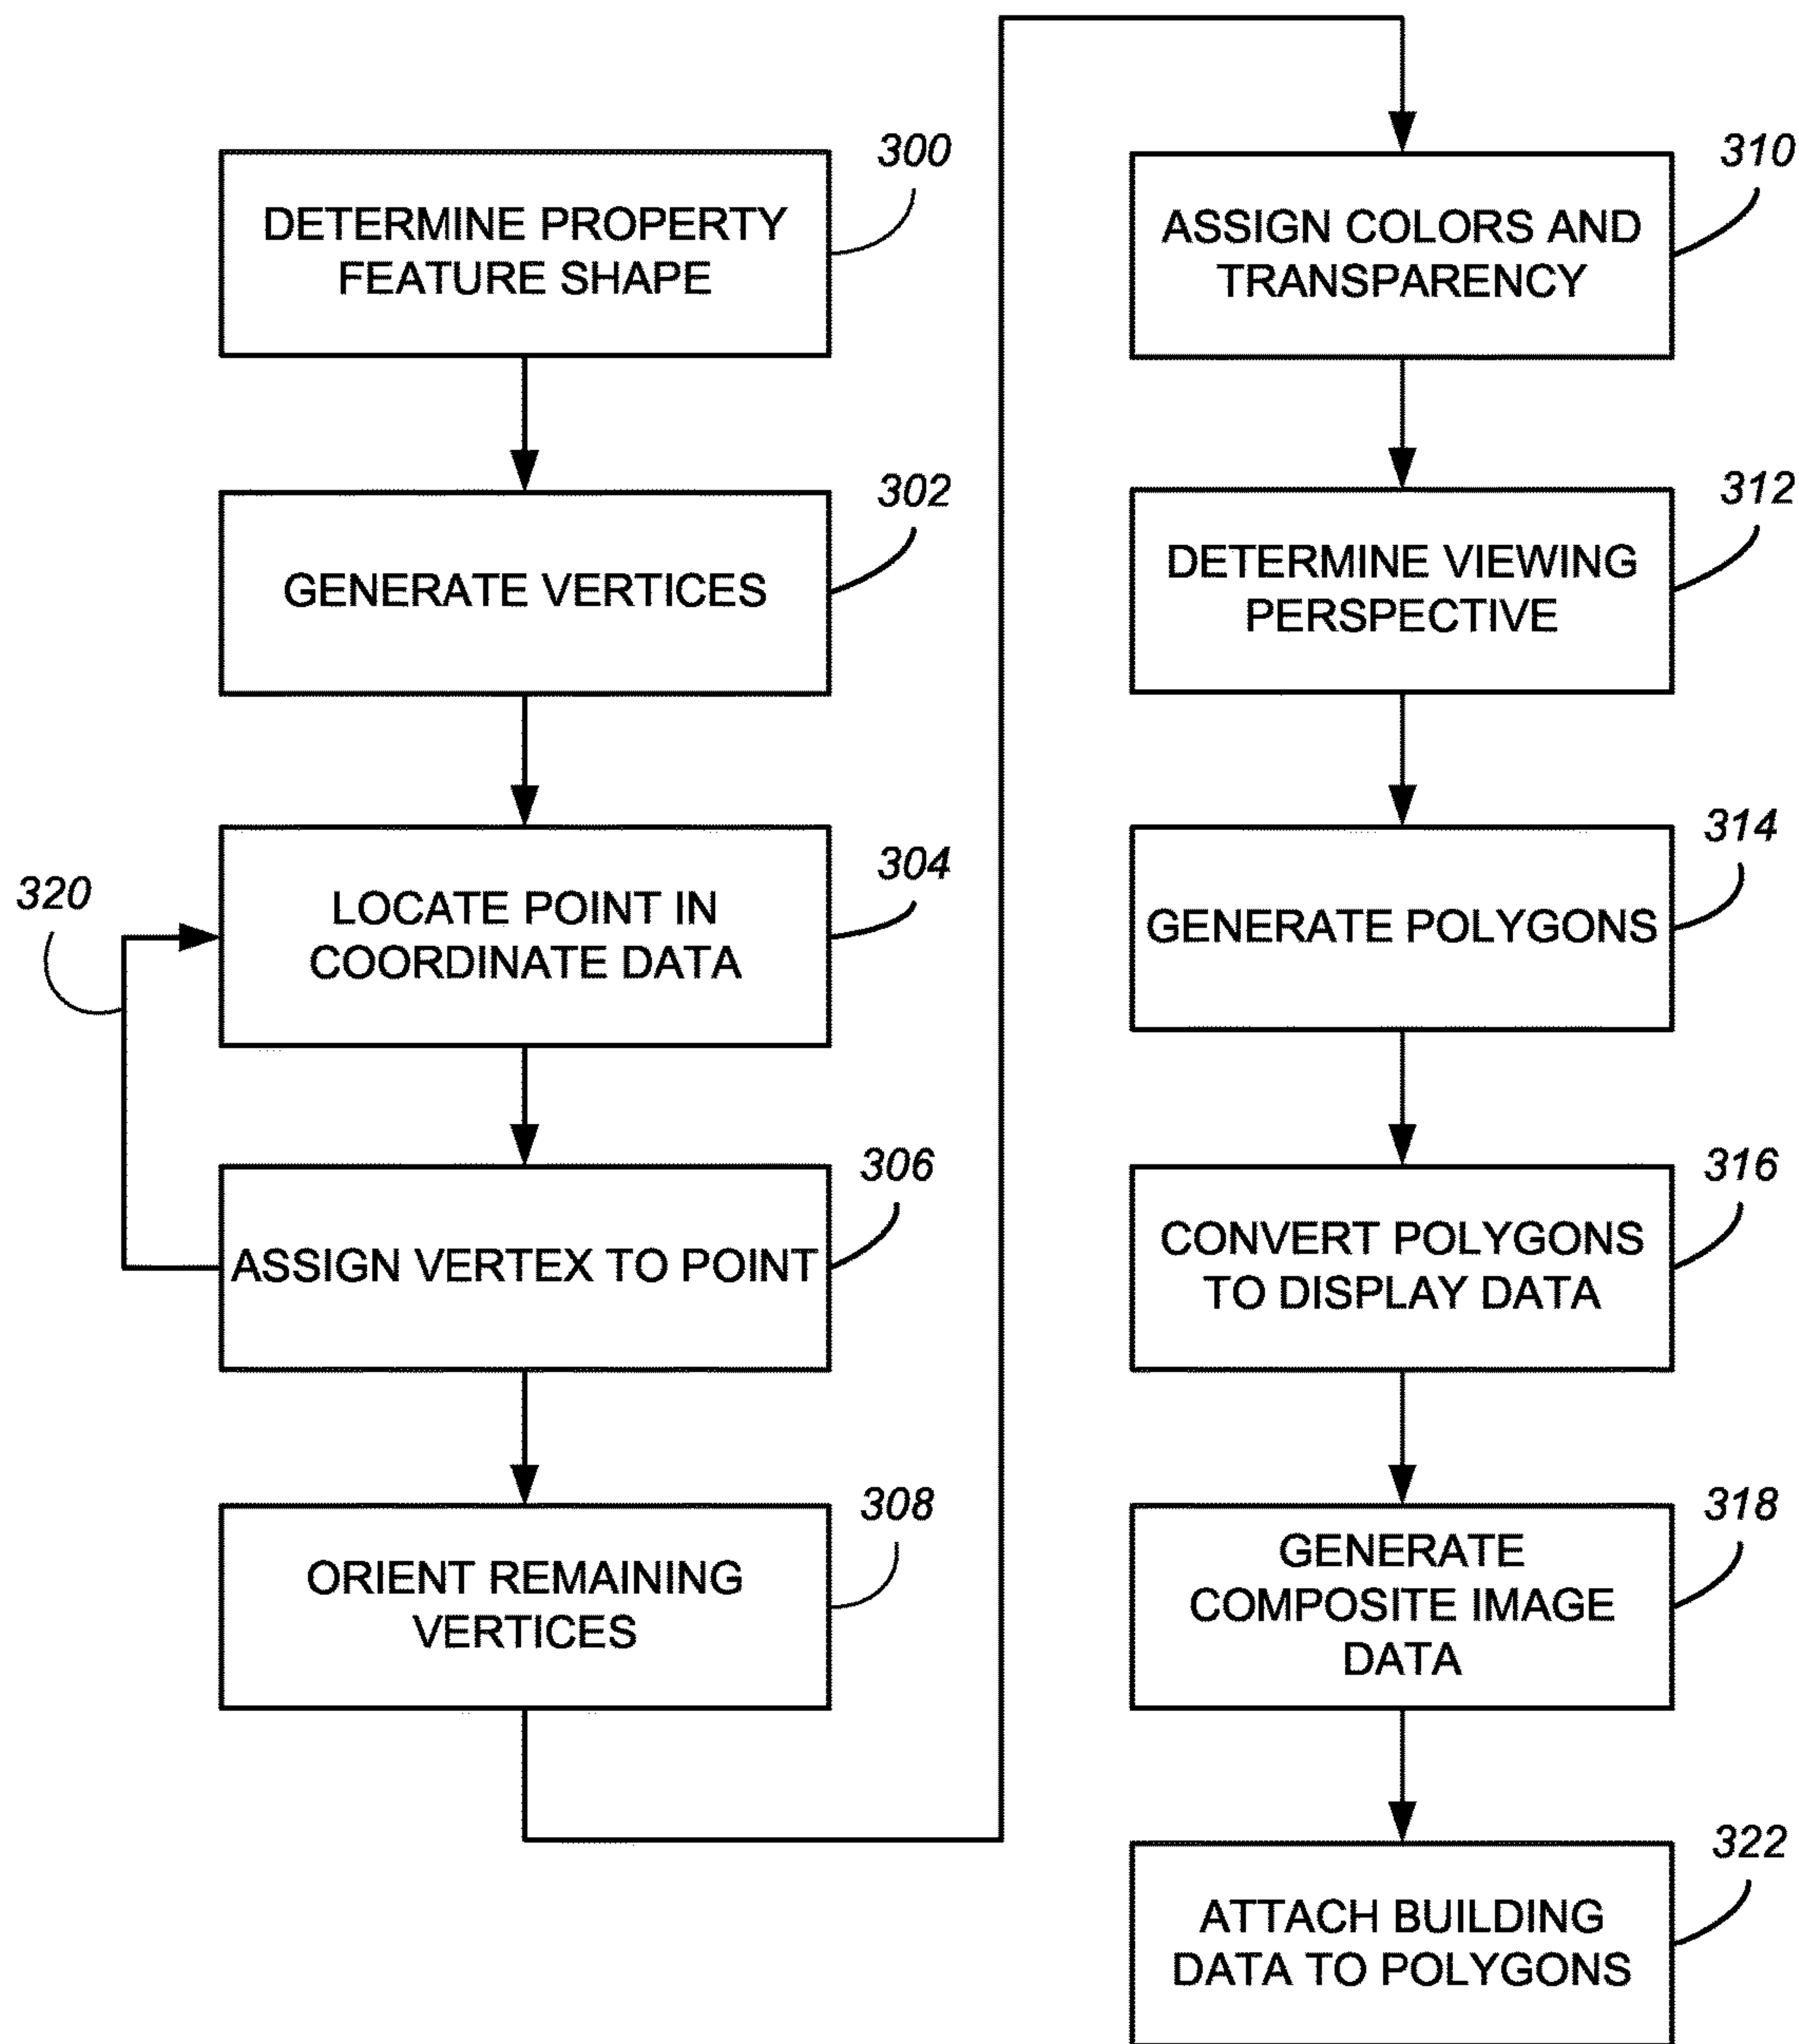 300
DETERMINE PROPERTY
FEATURE SHAPE
302
GENERATE VERTICES
304
320
LOCATE POINT IN
COORDINATE DATA
306
ASSIGN VERTEX TO POINT
308
ORIENT REMAINING
VERTICES
310
ASSIGN COLORS AND
TRANSPARENCY
312
DETERMINE VIEWING
PERSPECTIVE
314
GENERATE POLYGONS
316
CONVERT POLYGONS
TO DISPLAY DATA
318
GENERATE
COMPOSITE IMAGE
DATA
322
ATTACH BUILDING
DATA TO POLYGONS